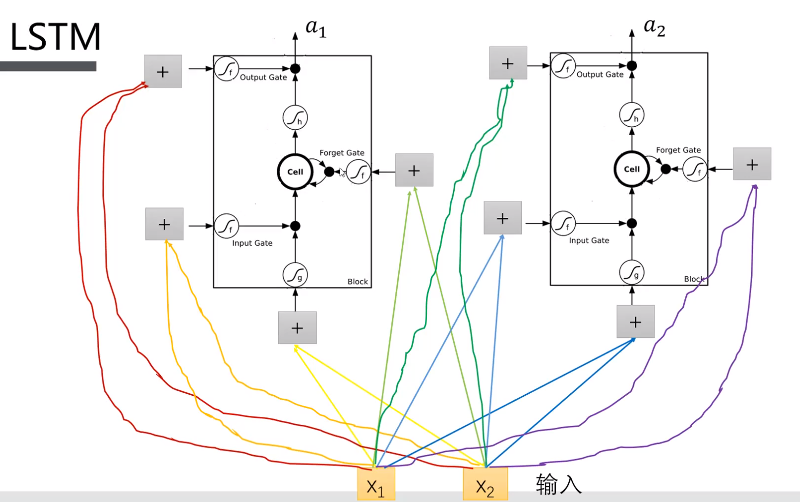 LSTM
a₁
+
f
Output Gate
h
Forget Gate
Cell
f
+
+
f
Input Gate
g
Block
+
a₂
+
f
Output Gate
h
Forget Gate
Cell
f
+
+
f
Input Gate
g
Block
+
X₁
X₂
输入